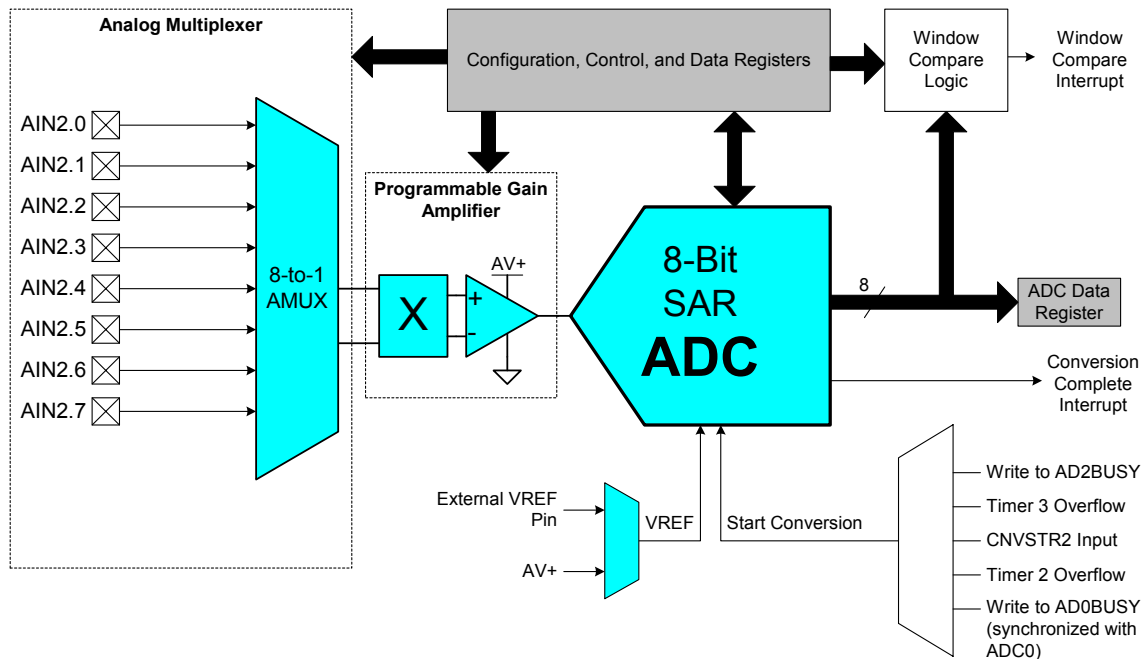 Analog Multiplexer
AIN2.0
AIN2.1
AIN2.2
AIN2.3
AIN2.4
AIN2.5
AIN2.6
AIN2.7
8-to-1
AMUX
Configuration, Control, and Data Registers
Window
Compare
Logic
Window
Compare
Interrupt
Programmable Gain
Amplifier
AV+
X
+
-
8-Bit
SAR
ADC
8
ADC Data
Register
Conversion
Complete
Interrupt
External VREF
Pin
AV+
VREF
Start Conversion
Write to AD2BUSY
Timer 3 Overflow
CNVSTR2 Input
Timer 2 Overflow
Write to AD0BUSY
(synchronized with
ADC0)